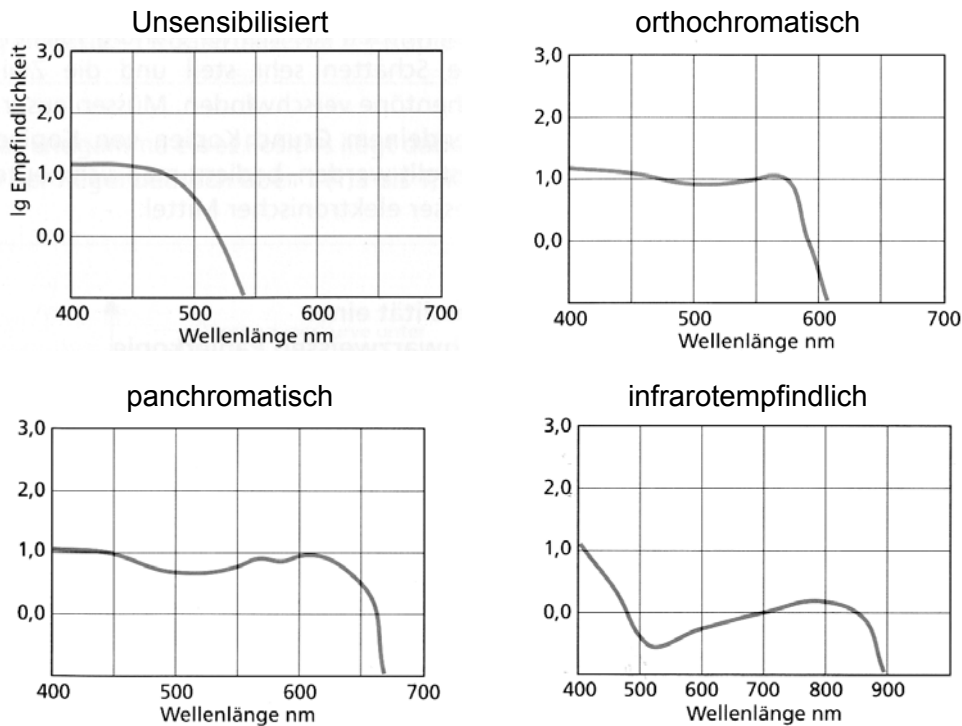 Unsensibilisiert
lg Empfindlichkeit
3,0
2,0
1,0
0,0
400 500 600 700
Wellenlänge nm
orthochromatisch
3,0
2,0
1,0
0,0
400 500 600 700
Wellenlänge nm
panchromatisch
3,0
2,0
1,0
0,0
400 500 600 700
Wellenlänge nm
infrarotempfindlich
3,0
2,0
1,0
0,0
400 500 600 700 800 900
Wellenlänge nm